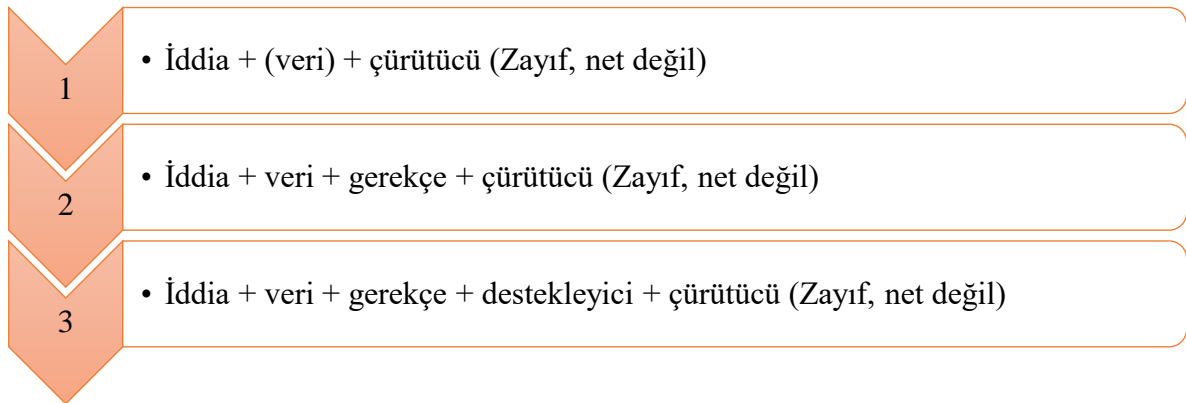 1
• İddia + (veri) + çürütücü (Zayıf, net değil)
2
• İddia + veri + gerekçe + çürütücü (Zayıf, net değil)
3
• İddia + veri + gerekçe + destekleyici + çürütücü (Zayıf, net değil)